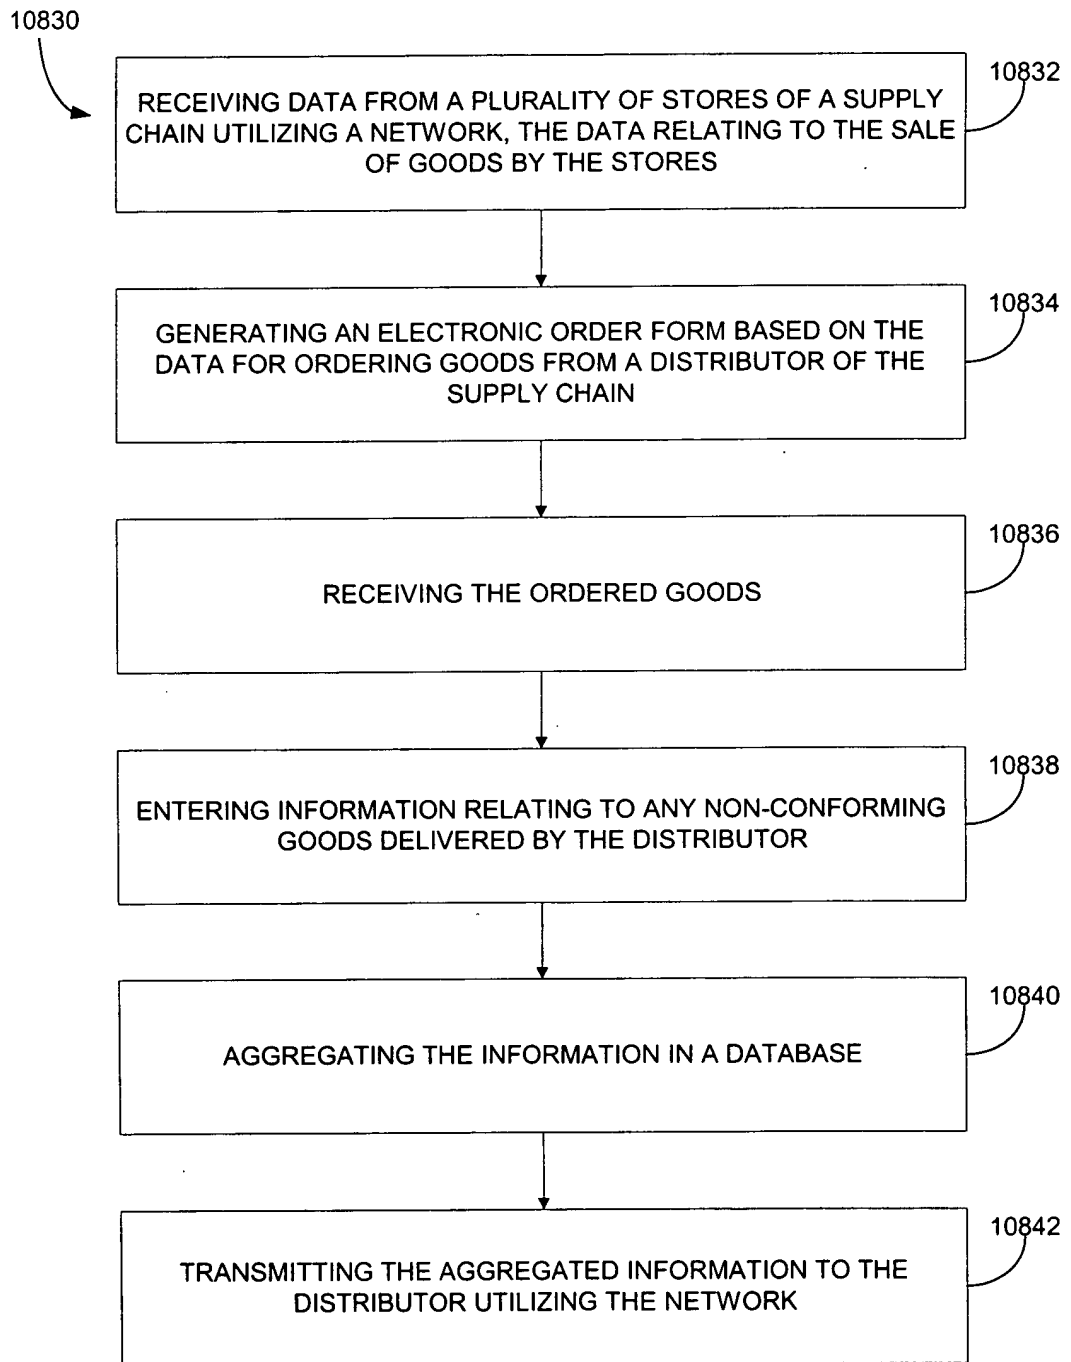 10830
10832
RECEIVING DATA FROM A PLURALITY OF STORES OF A SUPPLY
CHAIN UTILIZING A NETWORK, THE DATA RELATING TO THE SALE
OF GOODS BY THE STORES
10834
GENERATING AN ELECTRONIC ORDER FORM BASED ON THE
DATA FOR ORDERING GOODS FROM A DISTRIBUTOR OF THE
SUPPLY CHAIN
10836
RECEIVING THE ORDERED GOODS
10838
ENTERING INFORMATION RELATING TO ANY NON-CONFORMING
GOODS DELIVERED BY THE DISTRIBUTOR
10840
AGGREGATING THE INFORMATION IN A DATABASE
10842
TRANSMITTING THE AGGREGATED INFORMATION TO THE
DISTRIBUTOR UTILIZING THE NETWORK